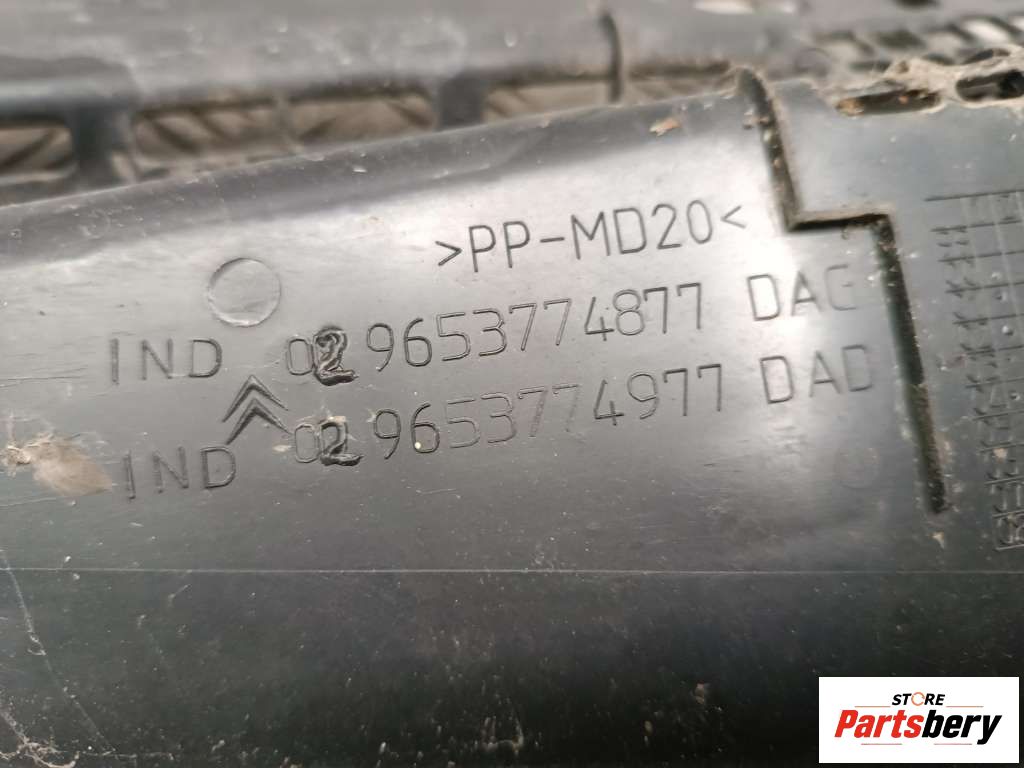 >PP-MD20<
IND 02 9653774877 DAG
IND 02 9653774977 DAD
STORE
Partsbery